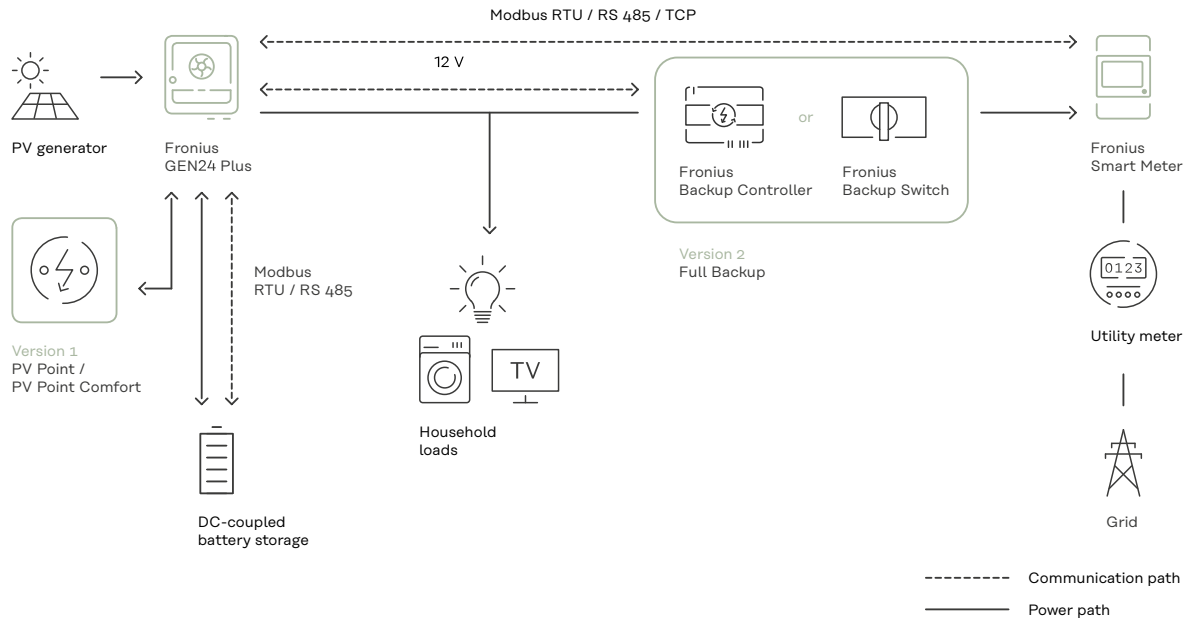 Modbus RTU / RS 485 / TCP
12 V
PV generator
Fronius
GEN24 Plus
or
Fronius
Backup Controller
Fronius
Backup Switch
Fronius
Smart Meter
Version 2
Full Backup
Modbus
RTU / RS 485
0123
Utility meter
Version 1
PV Point /
PV Point Comfort
TV
Household
loads
DC-coupled
battery storage
Grid
Communication path
Power path